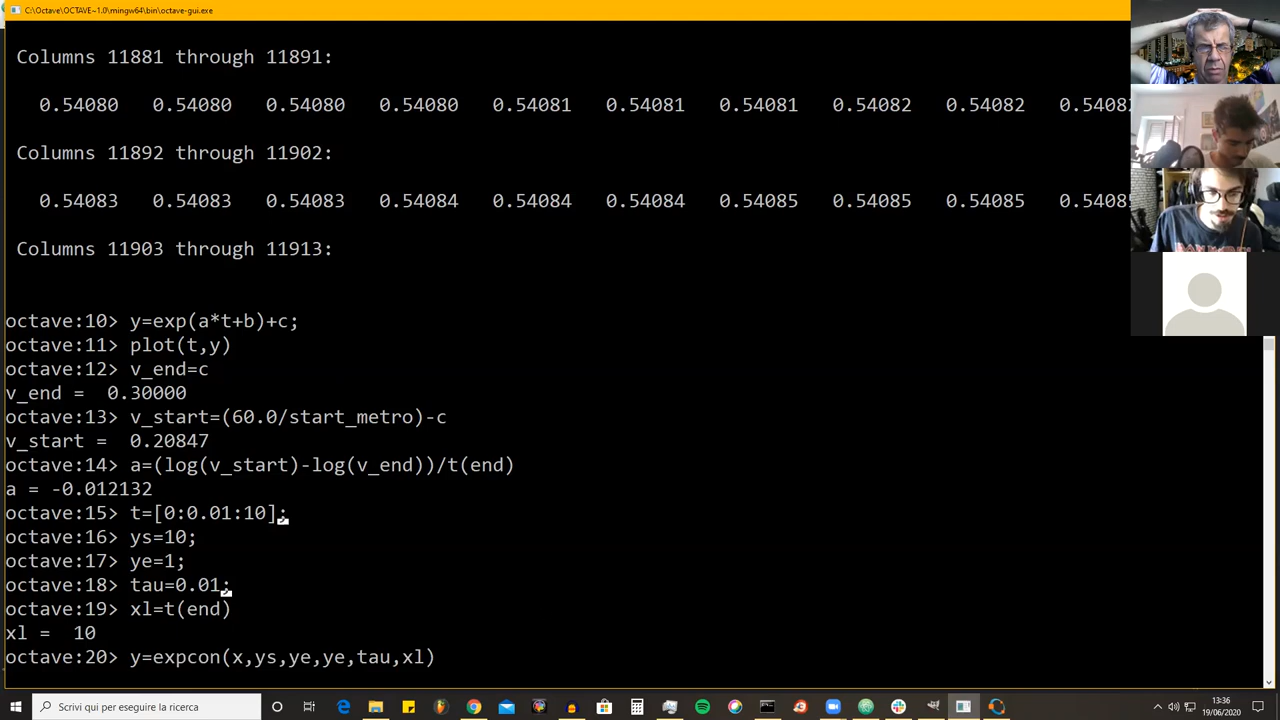 C:\Octave\OCTAVE~1.0\mingw64\bin\octave-gui.exe
Columns 11881 through 11891:
0.54080 0.54080 0.54080 0.54080 0.54081 0.54081 0.54081 0.54082 0.54082 0.5408
Columns 11892 through 11902:
0.54083 0.54083 0.54083 0.54084 0.54084 0.54084 0.54085 0.54085 0.54085 0.5408
Columns 11903 through 11913:
octave:10> y=exp(a*t+b)+c;
octave:11> plot(t,y)
octave:12> v_end=c
v_end = 0.30000
octave:13> v_start=(60.0/start_metro)-c
v_start = 0.20847
octave:14> a=(log(v_start)-log(v_end))/t(end)
a = -0.012132
octave:15> t=[0:0.01:10];
octave:16> ys=10;
octave:17> ye=1;
octave:18> tau=0.01;
octave:19> xl=t(end)
xl = 10
octave:20> y=expcon(x,ys,ye,ye,tau,xl)
Scrivi qui per eseguire la ricerca
13:36
19/06/2020